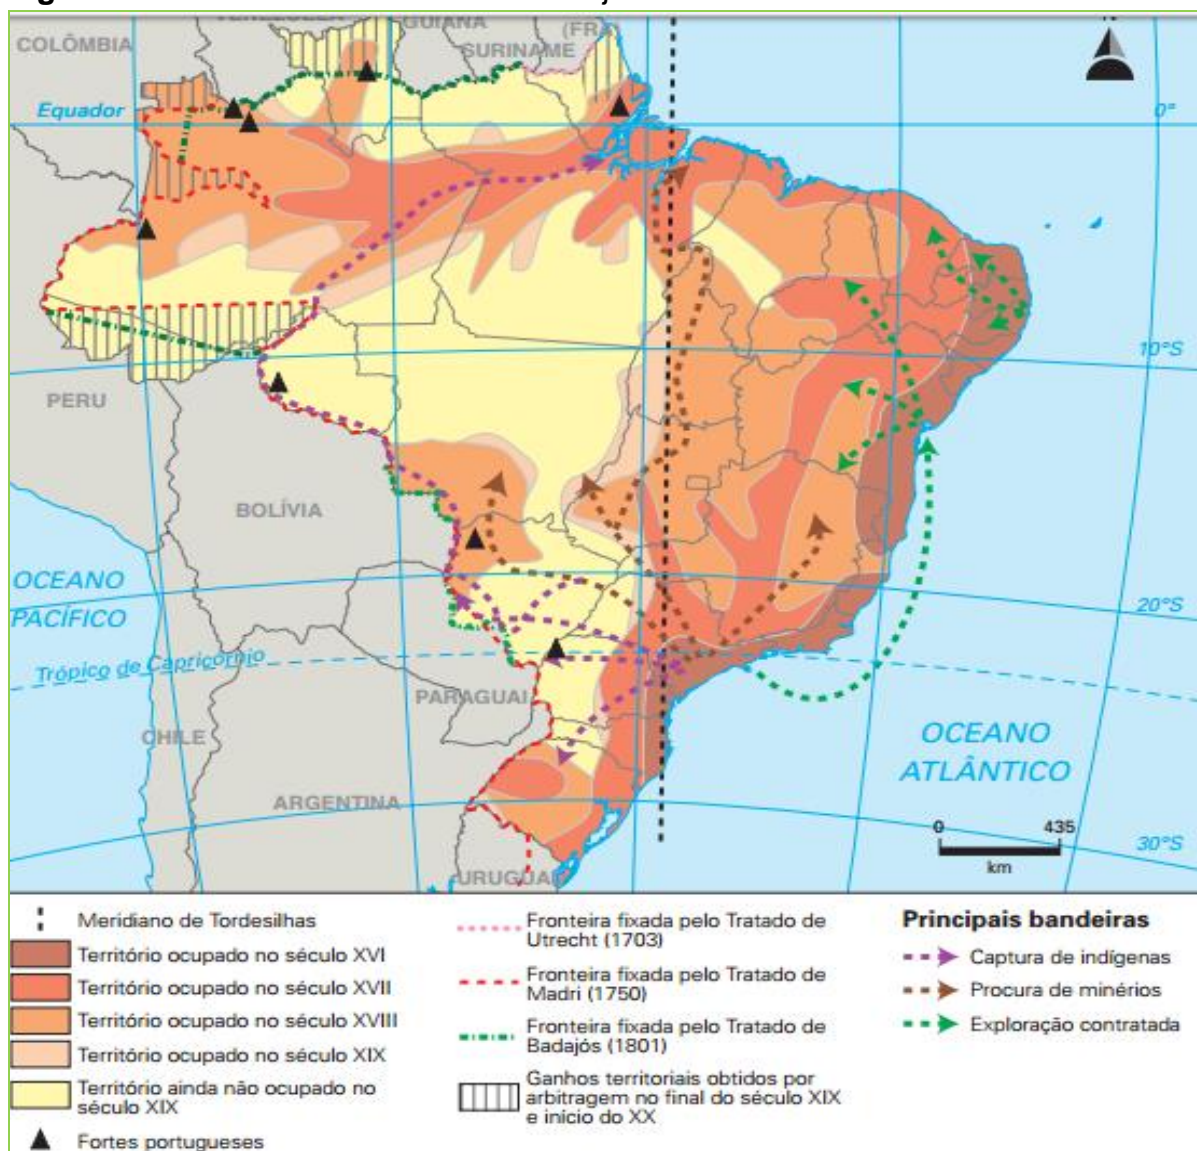 COLÔMBIA
GUIANA
SURINAME
(FRA)
N
Equador
0°
PERU
10°S
BOLÍVIA
OCEANO
PACÍFICO
20°S
Trópico de Capricórnio
PARAGUAI
CHILE
OCEANO
ATLÂNTICO
ARGENTINA
0 435
km
30°S
URUGUAI
Meridiano de Tordesilhas
Território ocupado no século XVI
Território ocupado no século XVII
Território ocupado no século XVIII
Território ocupado no século XIX
Território ainda não ocupado no
século XIX
Fortes portugueses
Fronteira fixada pelo Tratado de
Utrecht (1703)
Fronteira fixada pelo Tratado de
Madri (1750)
Fronteira fixada pelo Tratado de
Badajós (1801)
Ganhos territoriais obtidos por
arbitragem no final do século XIX
e início do XX
Principais bandeiras
Captura de indígenas
Procura de minérios
Exploração contratada